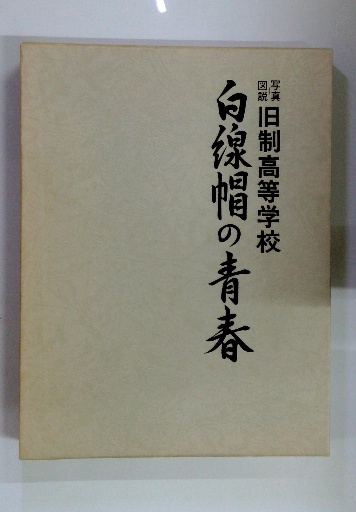 写真図説
旧制高等学校
白線帽の青春